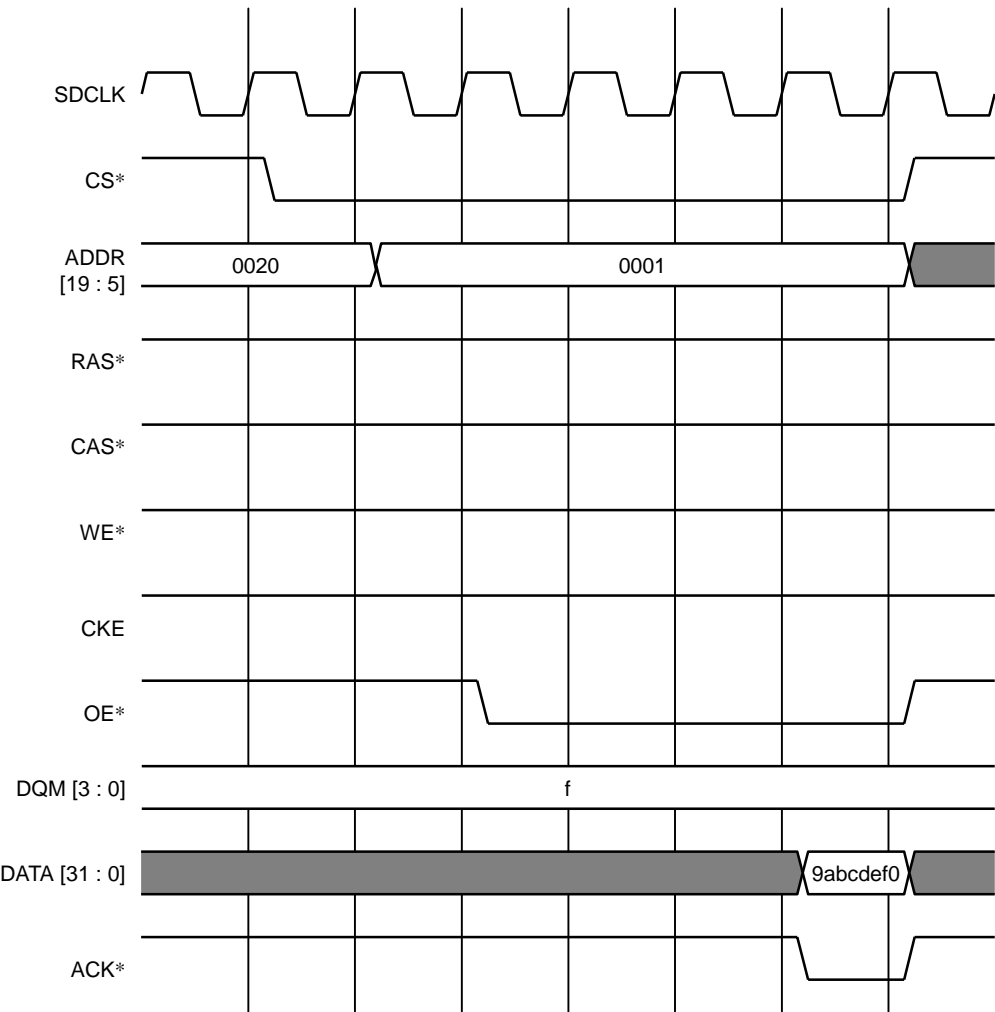 SDCLK
CS*
ADDR
[19 : 5]
0020
0001
RAS*
CAS*
WE*
CKE
OE*
DQM [3 : 0]
f
DATA [31 : 0]
9abcdef0
ACK*